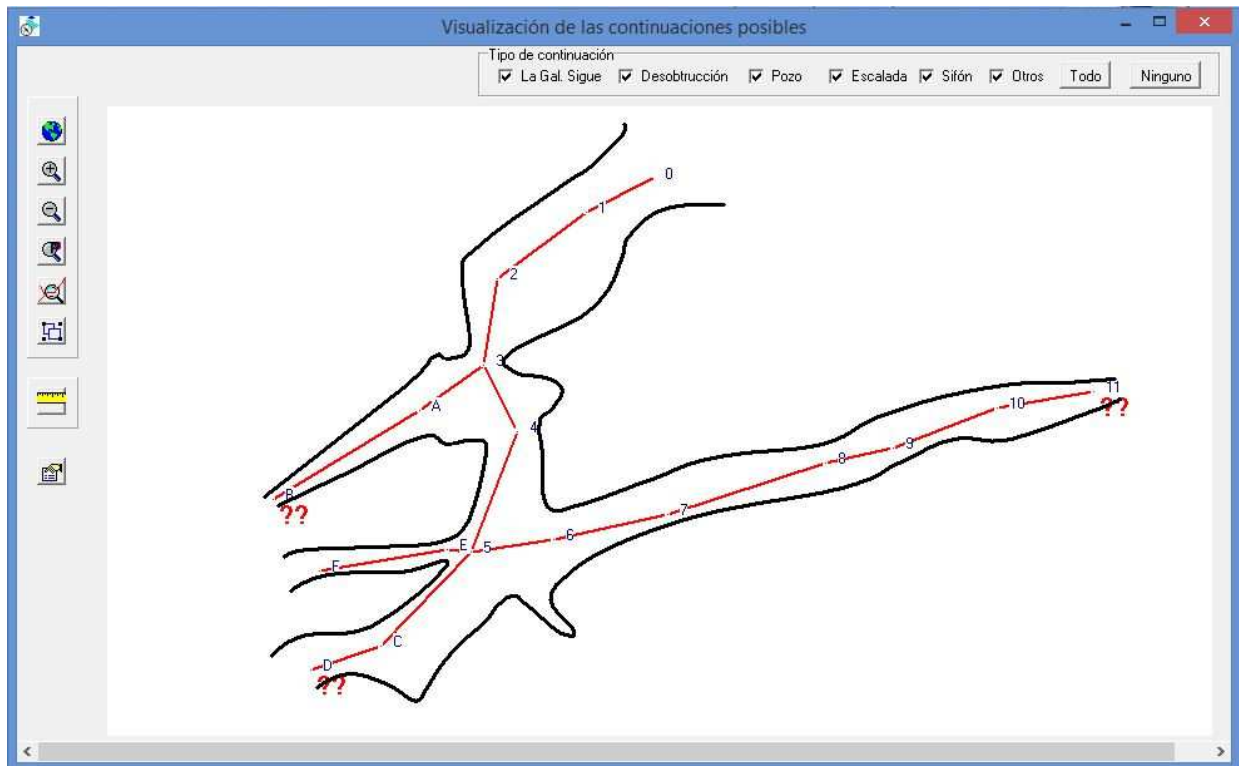 Visualización de las continuaciones posibles
Tipo de continuación
La Gal. Sigue Desobtrucción Pozo Escalada Sifón Otros Todo Ninguno
0
1
2
3
11
10
A
4
9
8
B
7
??
??
6
E 5
F
C
D
??